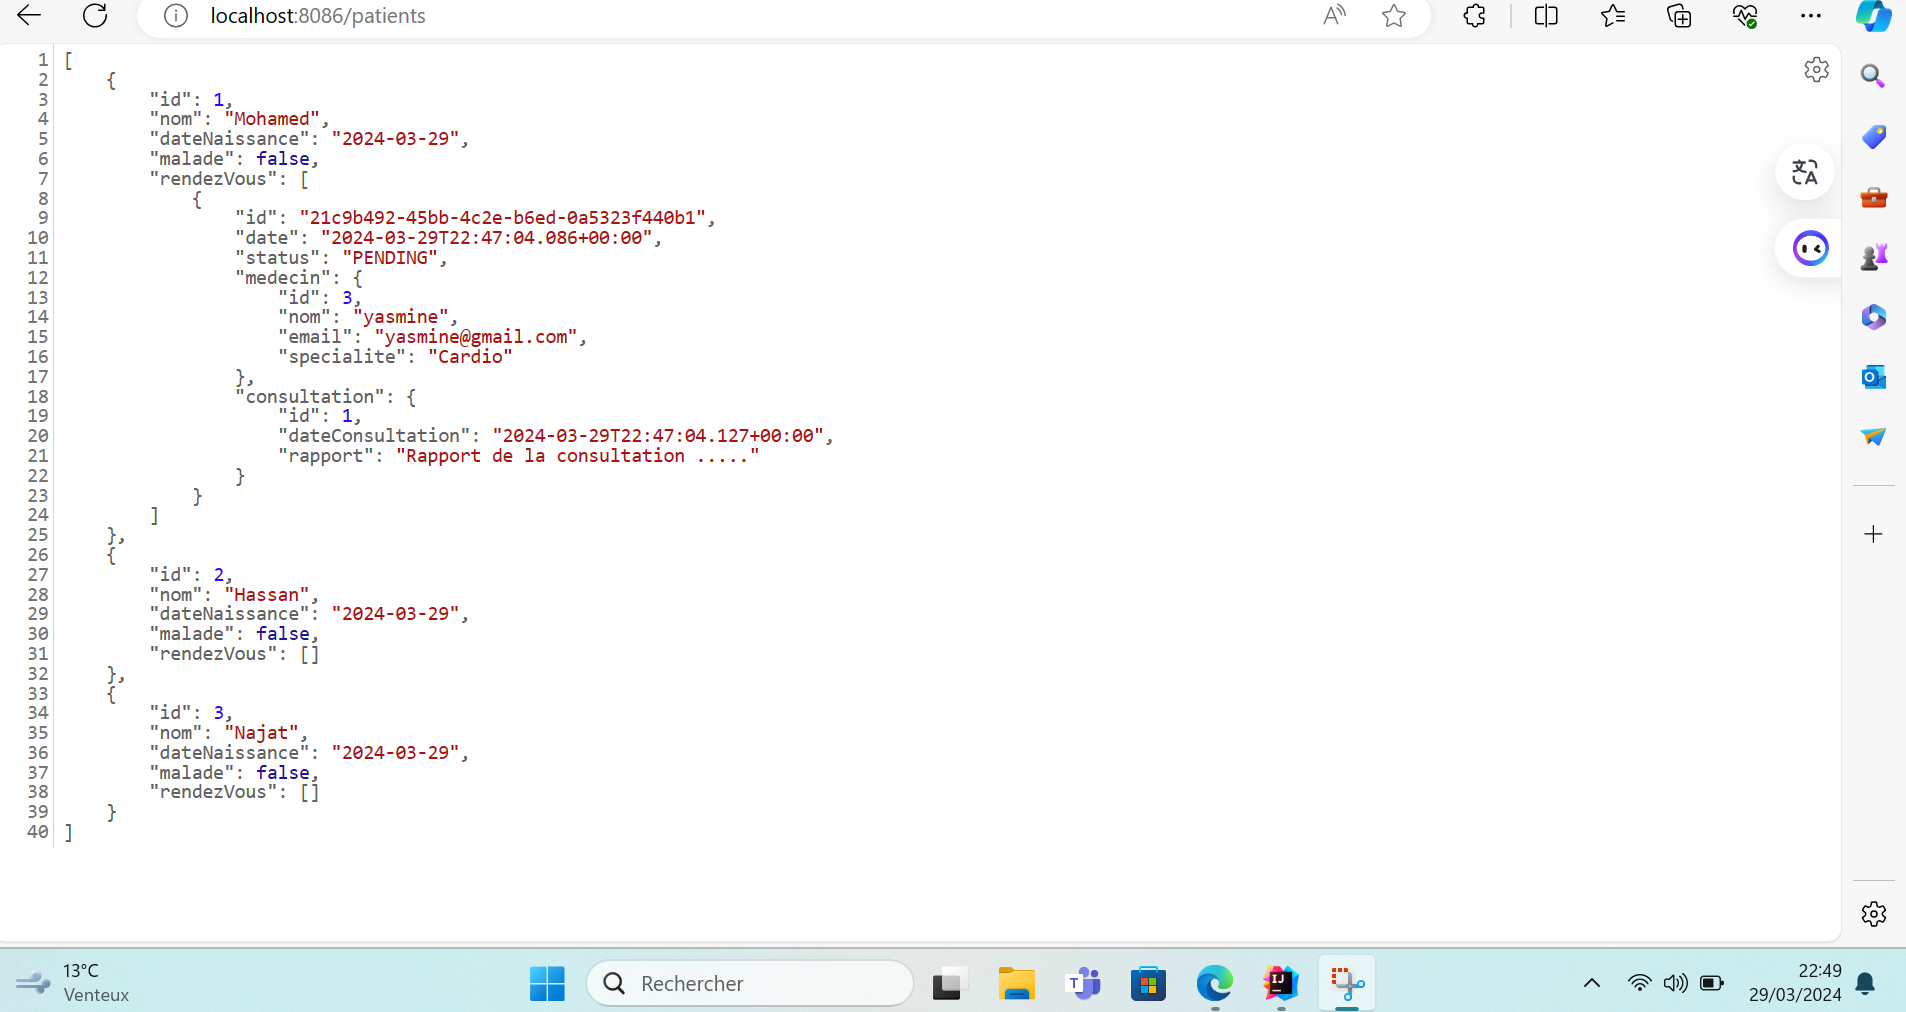 localhost:8086/patients
1 [
2     {
3         "id": 1,
4         "nom": "Mohamed",
5         "dateNaissance": "2024-03-29",
6         "malade": false,
7         "rendezVous": [
8             {
9                 "id": "21c9b492-45bb-4c2e-b6ed-0a5323f440b1",
10                 "date": "2024-03-29T22:47:04.086+00:00",
11                 "status": "PENDING",
12                 "medecin": {
13                     "id": 3,
14                     "nom": "yasmine",
15                     "email": "yasmine@gmail.com",
16                     "specialite": "Cardio"
17                 },
18                 "consultation": {
19                     "id": 1,
20                     "dateConsultation": "2024-03-29T22:47:04.127+00:00",
21                     "rapport": "Rapport de la consultation ....."
22                 }
23             }
24         ]
25     },
26     {
27         "id": 2,
28         "nom": "Hassan",
29         "dateNaissance": "2024-03-29",
30         "malade": false,
31         "rendezVous": []
32     },
33     {
34         "id": 3,
35         "nom": "Najat",
36         "dateNaissance": "2024-03-29",
37         "malade": false,
38         "rendezVous": []
39     }
40 ]
13°C
Venteux
Rechercher
22:49
29/03/2024